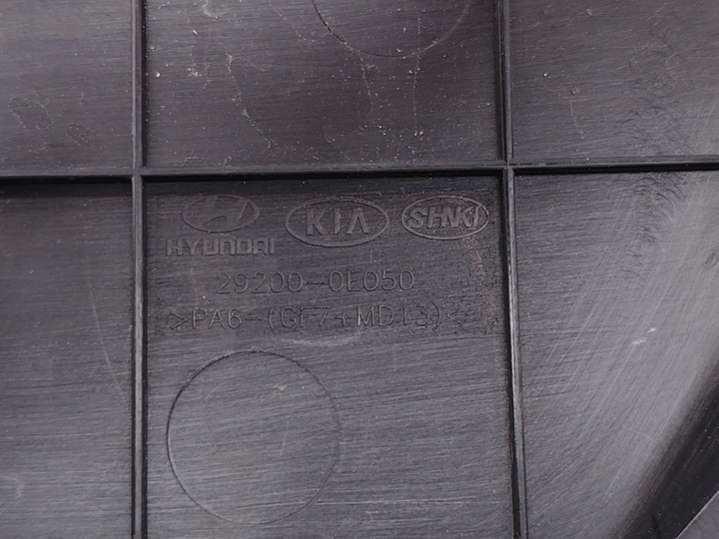 HYUNDAI KIA SHNKI
29200-0E050
>PA6-(GF7+MD13)<